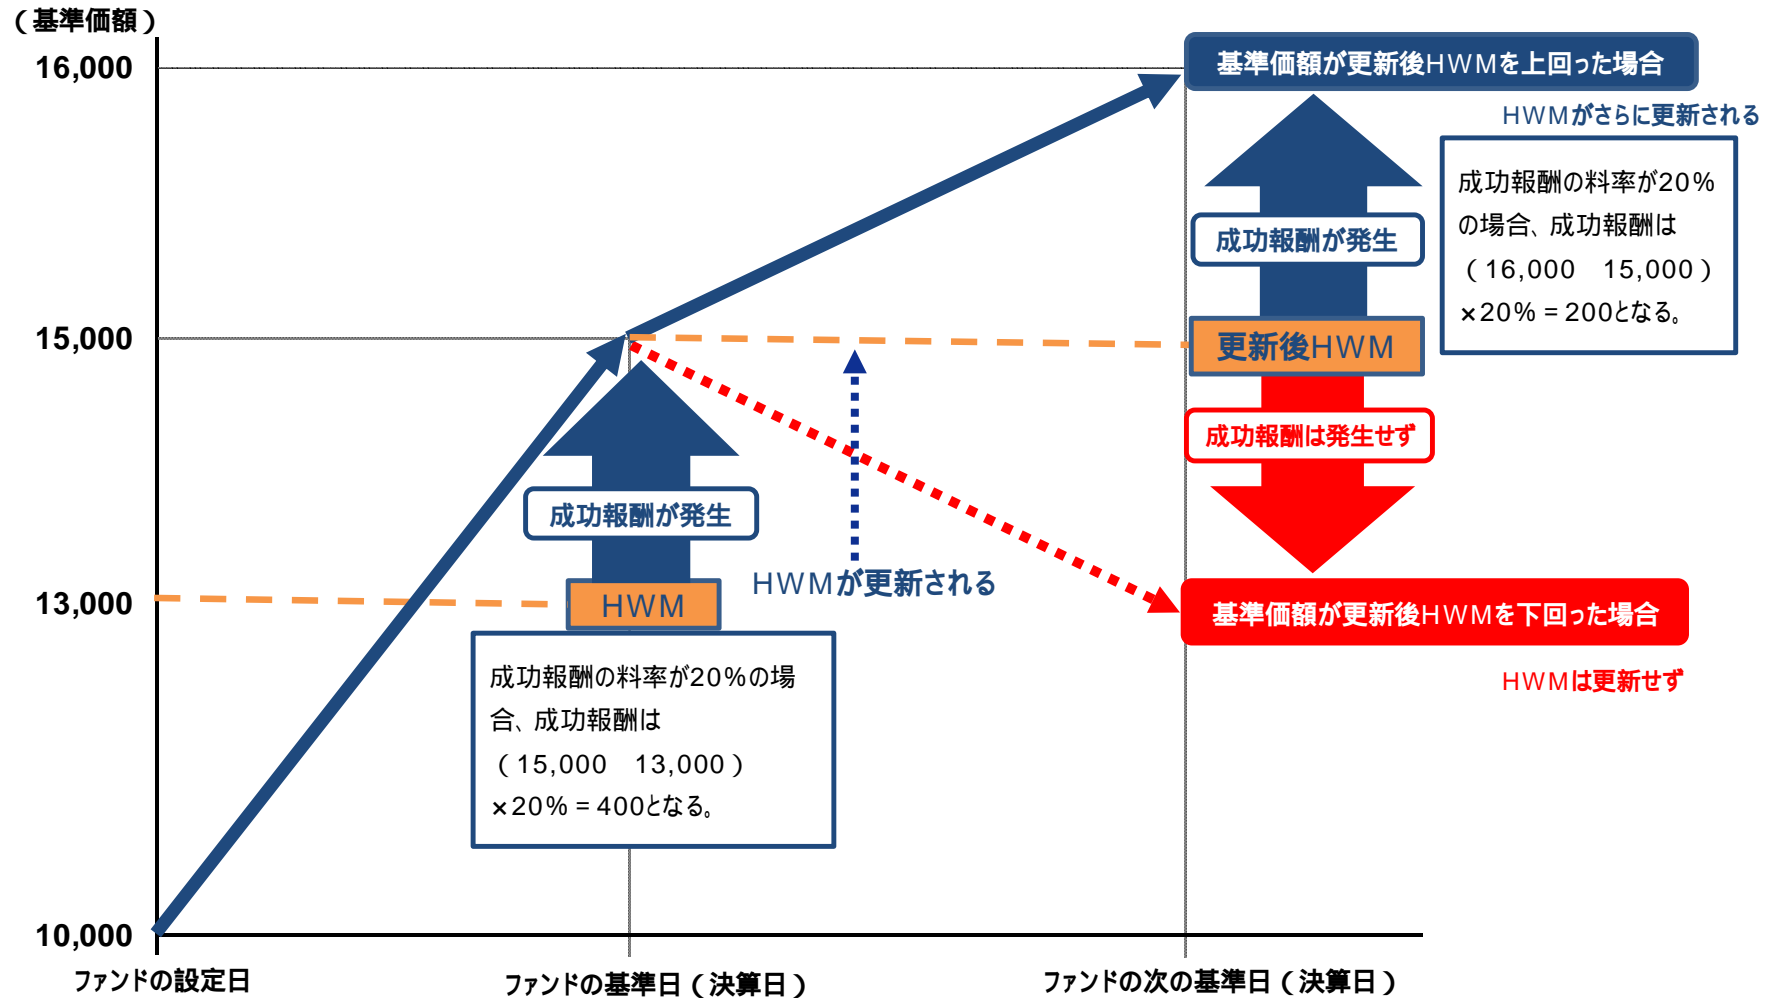 （基準価額）
16,000
基準価額が更新後HWMを上回った場合
HWMがさらに更新される
成功報酬の料率が20%
の場合、成功報酬は
（16,000　15,000）
×20%＝200となる。
成功報酬が発生
15,000
更新後HWM
成功報酬は発生せず
成功報酬が発生
HWMが更新される
13,000
HWM
基準価額が更新後HWMを下回った場合
HWMは更新せず
成功報酬の料率が20%の場
合、成功報酬は
（15,000　13,000）
×20%＝400となる。
10,000
ファンドの設定日
ファンドの基準日（決算日）
ファンドの次の基準日（決算日）